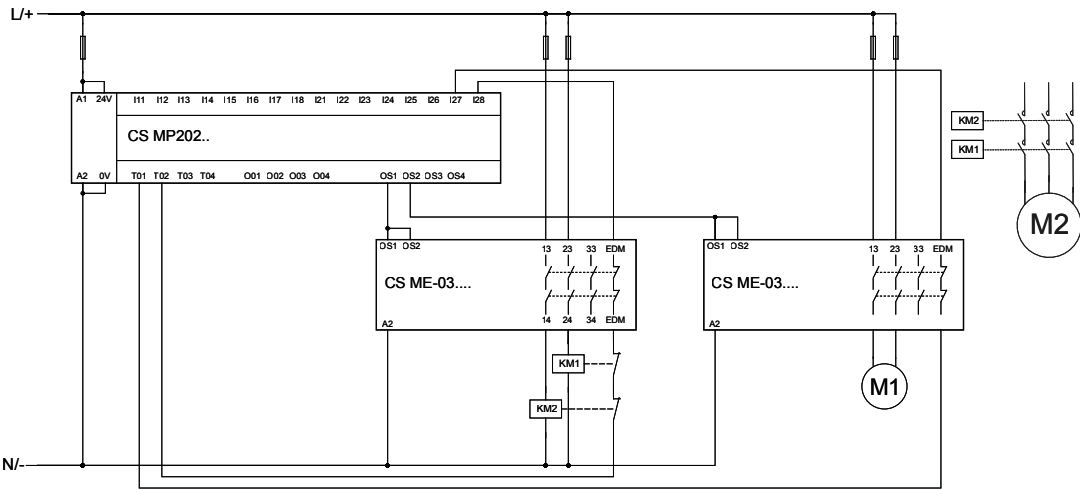 L/+
A1 24V I11 I12 I13 I14 I15 I16 I17 I18 I21 I22 I23 I24 I25 I26 I27 I28
CS MP202..
A2 0V T01 T02 T03 T04 O01 O02 O03 O04 OS1 OS2 OS3 OS4
KM2
KM1
M2
OS1 OS2 13 23 33 EDM
CS ME-03....
A2 14 24 34 EDM
OS1 OS2 13 23 33 EDM
CS ME-03....
A2
KM1
KM2
M1
N/-